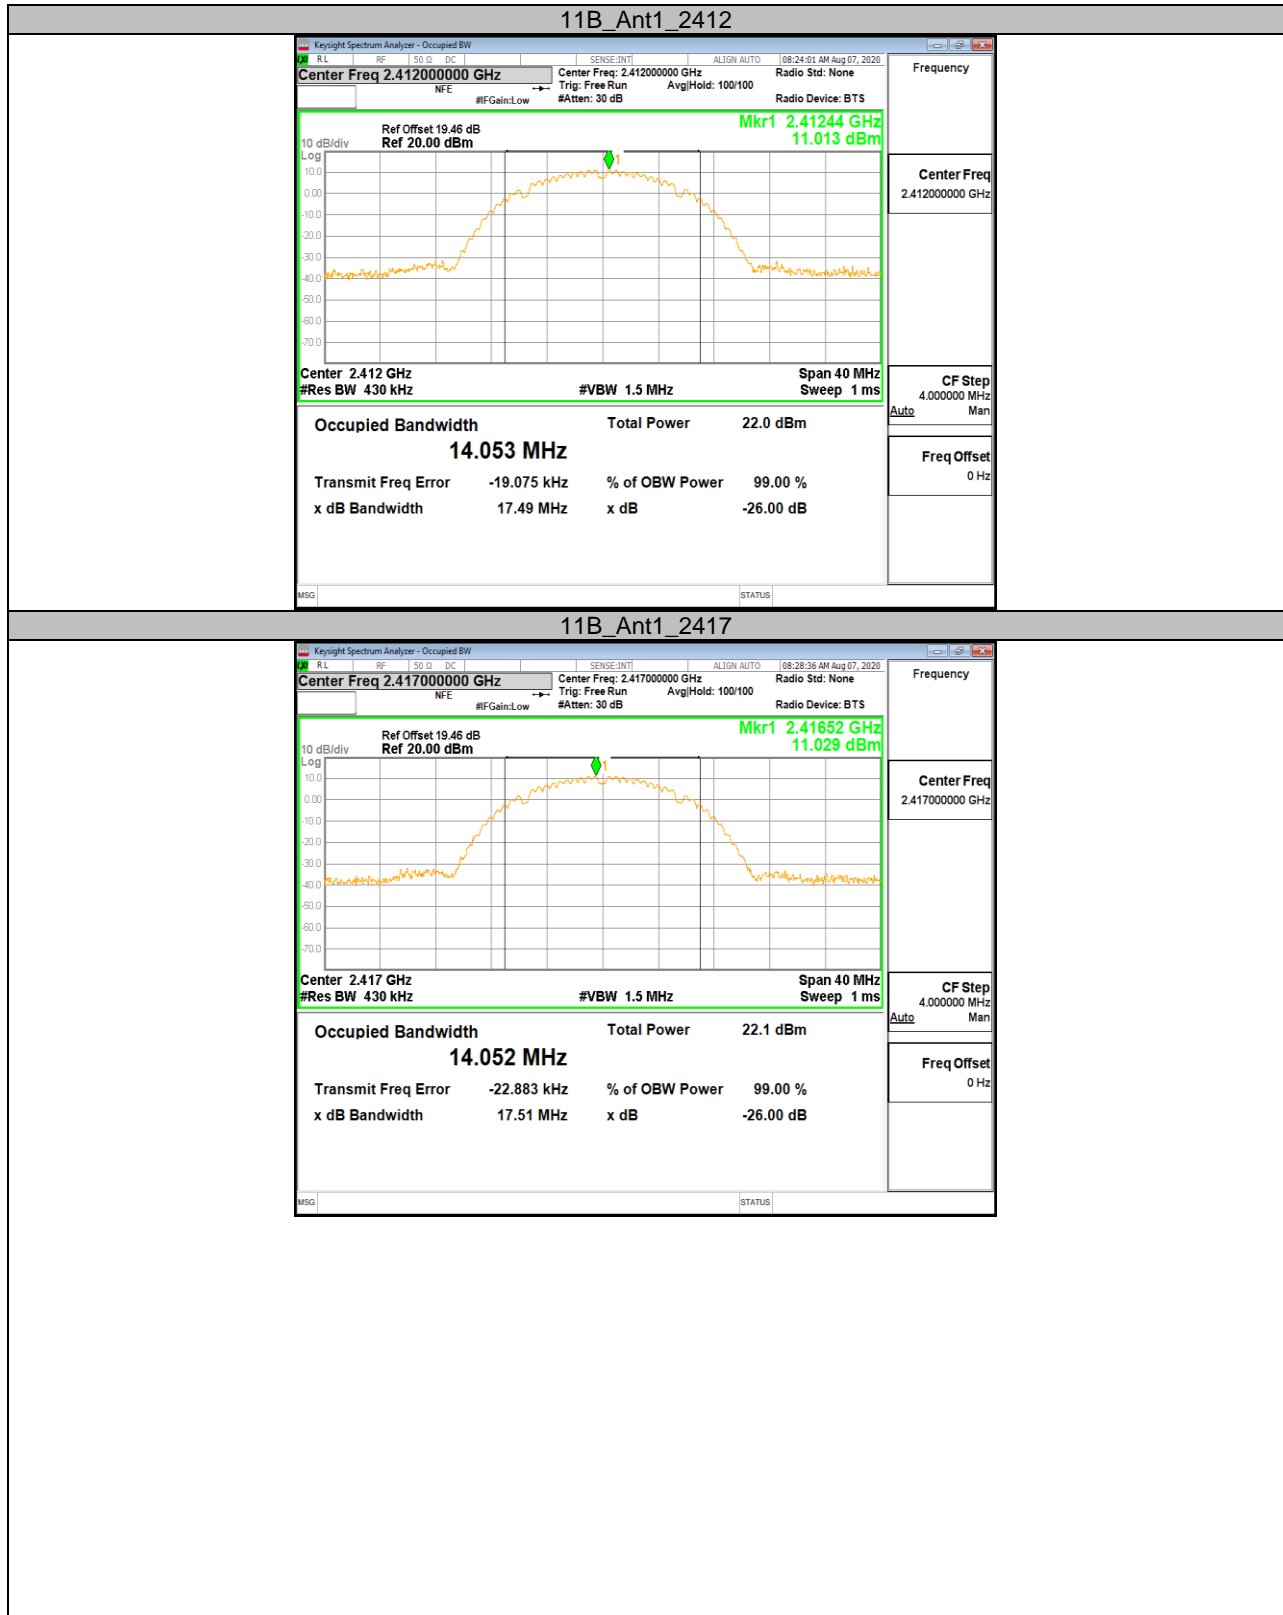 11B_Ant1_2412
Keysight Spectrum Analyzer - Occupied BW
LXI RL RF 50 Ω DC SENSE:INT ALIGN AUTO 08:24:01 AM Aug 07, 2020
Center Freq 2.412000000 GHz Center Freq: 2.412000000 GHz Radio Std: None Frequency
NFE Trig: Free Run Avg|Hold: 100/100
#IFGain:Low #Atten: 30 dB Radio Device: BTS
Mkr1 2.41244 GHz
Ref Offset 19.46 dB
10 dB/div Ref 20.00 dBm 11.013 dBm
Log
1
10.0
0.00
-10.0
-20.0
-30.0
-40.0
-50.0
-60.0
-70.0
Center Freq
2.412000000 GHz
Center 2.412 GHz Span 40 MHz
#Res BW 430 kHz #VBW 1.5 MHz Sweep 1 ms
CF Step
4.000000 MHz
Auto Man
Occupied Bandwidth Total Power 22.0 dBm
14.053 MHz
Transmit Freq Error -19.075 kHz % of OBW Power 99.00 %
x dB Bandwidth 17.49 MHz x dB -26.00 dB
Freq Offset
0 Hz
MSG STATUS
11B_Ant1_2417
Keysight Spectrum Analyzer - Occupied BW
LXI RL RF 50 Ω DC SENSE:INT ALIGN AUTO 08:28:36 AM Aug 07, 2020
Center Freq 2.417000000 GHz Center Freq: 2.417000000 GHz Radio Std: None Frequency
NFE Trig: Free Run Avg|Hold: 100/100
#IFGain:Low #Atten: 30 dB Radio Device: BTS
Mkr1 2.41652 GHz
Ref Offset 19.46 dB
10 dB/div Ref 20.00 dBm 11.029 dBm
Log
1
10.0
0.00
-10.0
-20.0
-30.0
-40.0
-50.0
-60.0
-70.0
Center Freq
2.417000000 GHz
Center 2.417 GHz Span 40 MHz
#Res BW 430 kHz #VBW 1.5 MHz Sweep 1 ms
CF Step
4.000000 MHz
Auto Man
Occupied Bandwidth Total Power 22.1 dBm
14.052 MHz
Transmit Freq Error -22.883 kHz % of OBW Power 99.00 %
x dB Bandwidth 17.51 MHz x dB -26.00 dB
Freq Offset
0 Hz
MSG STATUS